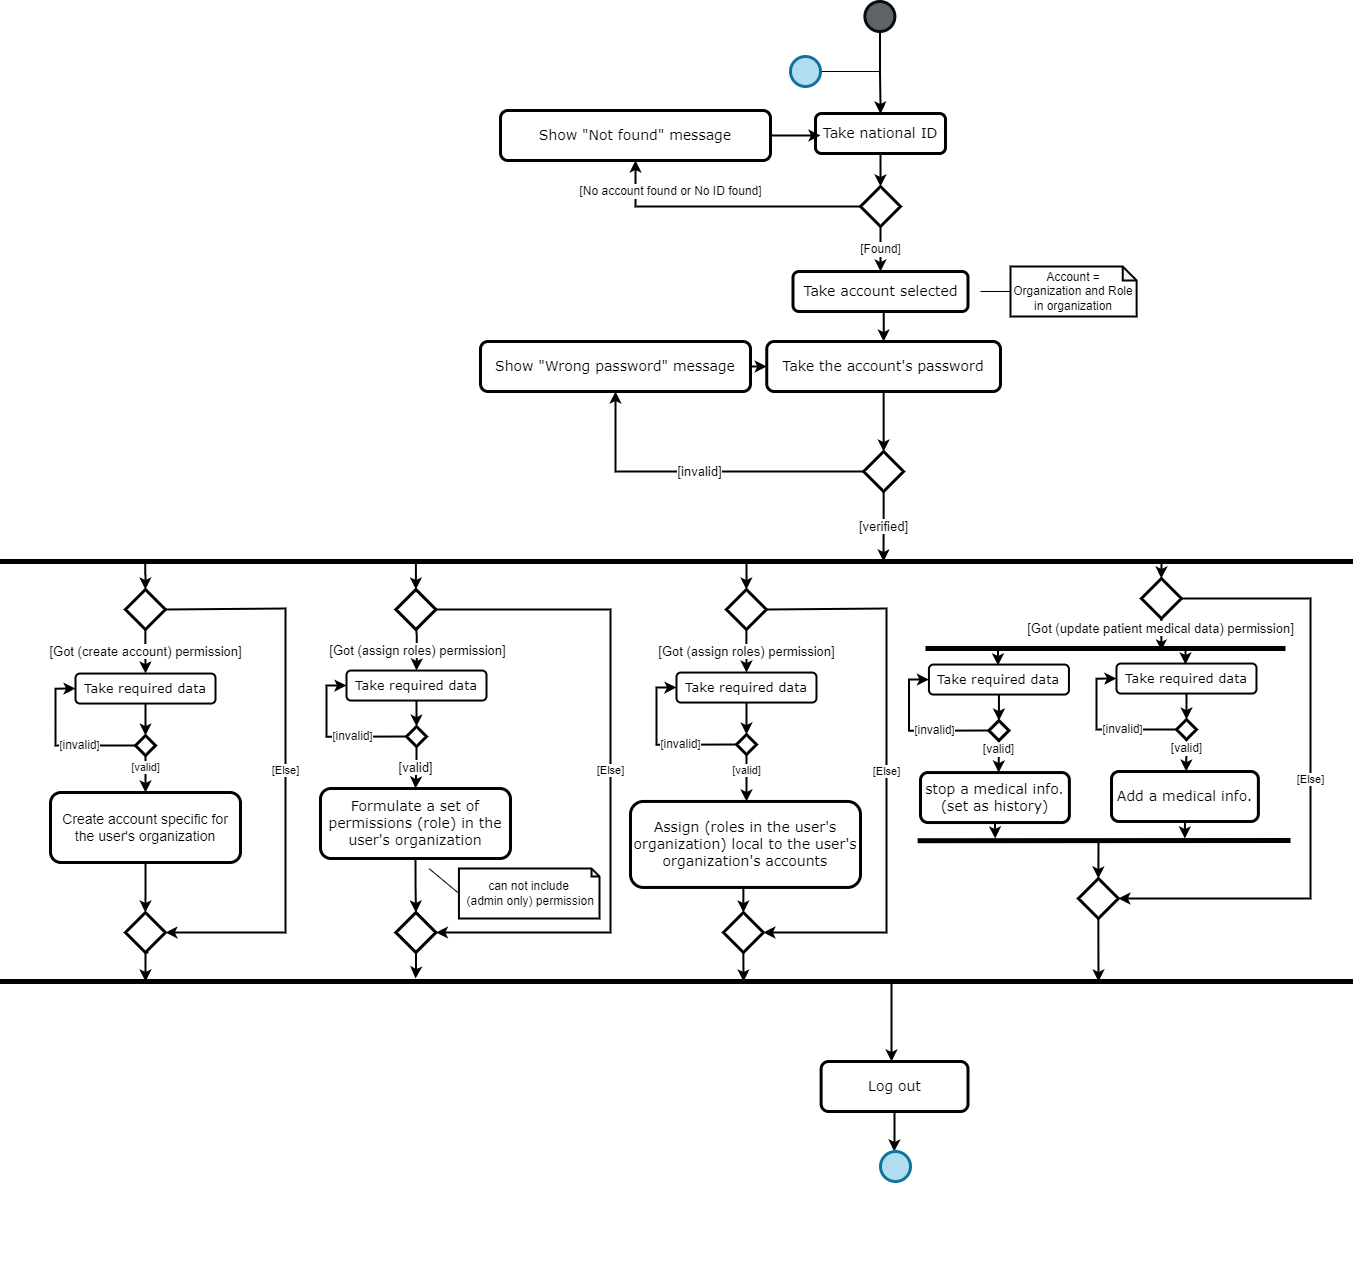 Show "Not found" message
Take national ID
[No account found or No ID found]
[Found]
Take account selected
Account =
Organization and Role
in organization
Show "Wrong password" message
Take the account's password
[invalid]
[verified]
[Got (create account) permission]
Take required data
[invalid]
[valid]
[Else]
Create account specific for
the user's organization
[Got (assign roles) permission]
Take required data
[invalid]
[valid]
[Else]
Formulate a set of
permissions (role) in the
user's organization
can not include
(admin only) permission
[Got (assign roles) permission]
Take required data
[invalid]
[valid]
[Else]
Assign (roles in the user's
organization) local to the user's
organization's accounts
[Got (update patient medical data) permission]
Take required data
[invalid]
[valid]
stop a medical info.
(set as history)
Take required data
[invalid]
[valid]
Add a medical info.
[Else]
Log out